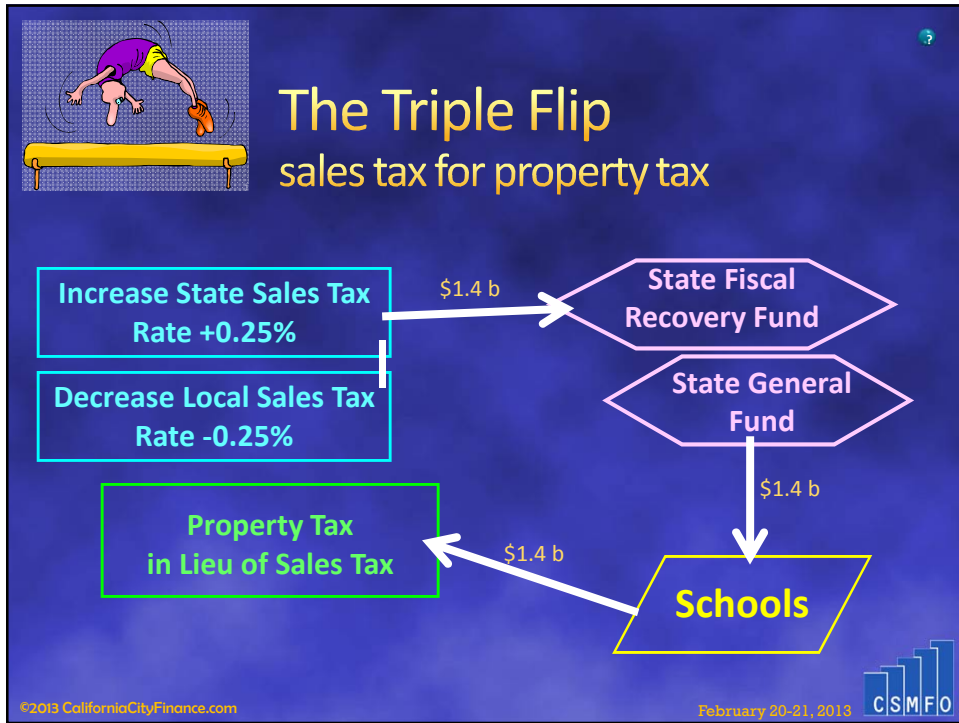 ?
The Triple Flip
sales tax for property tax
Increase State Sales Tax
Rate +0.25%
$1.4 b
State Fiscal
Recovery Fund
Decrease Local Sales Tax
Rate -0.25%
State General
Fund
$1.4 b
Property Tax
in Lieu of Sales Tax
$1.4 b
Schools
©2013 CaliforniaCityFinance.com
February 20-21, 2013
CSMFO